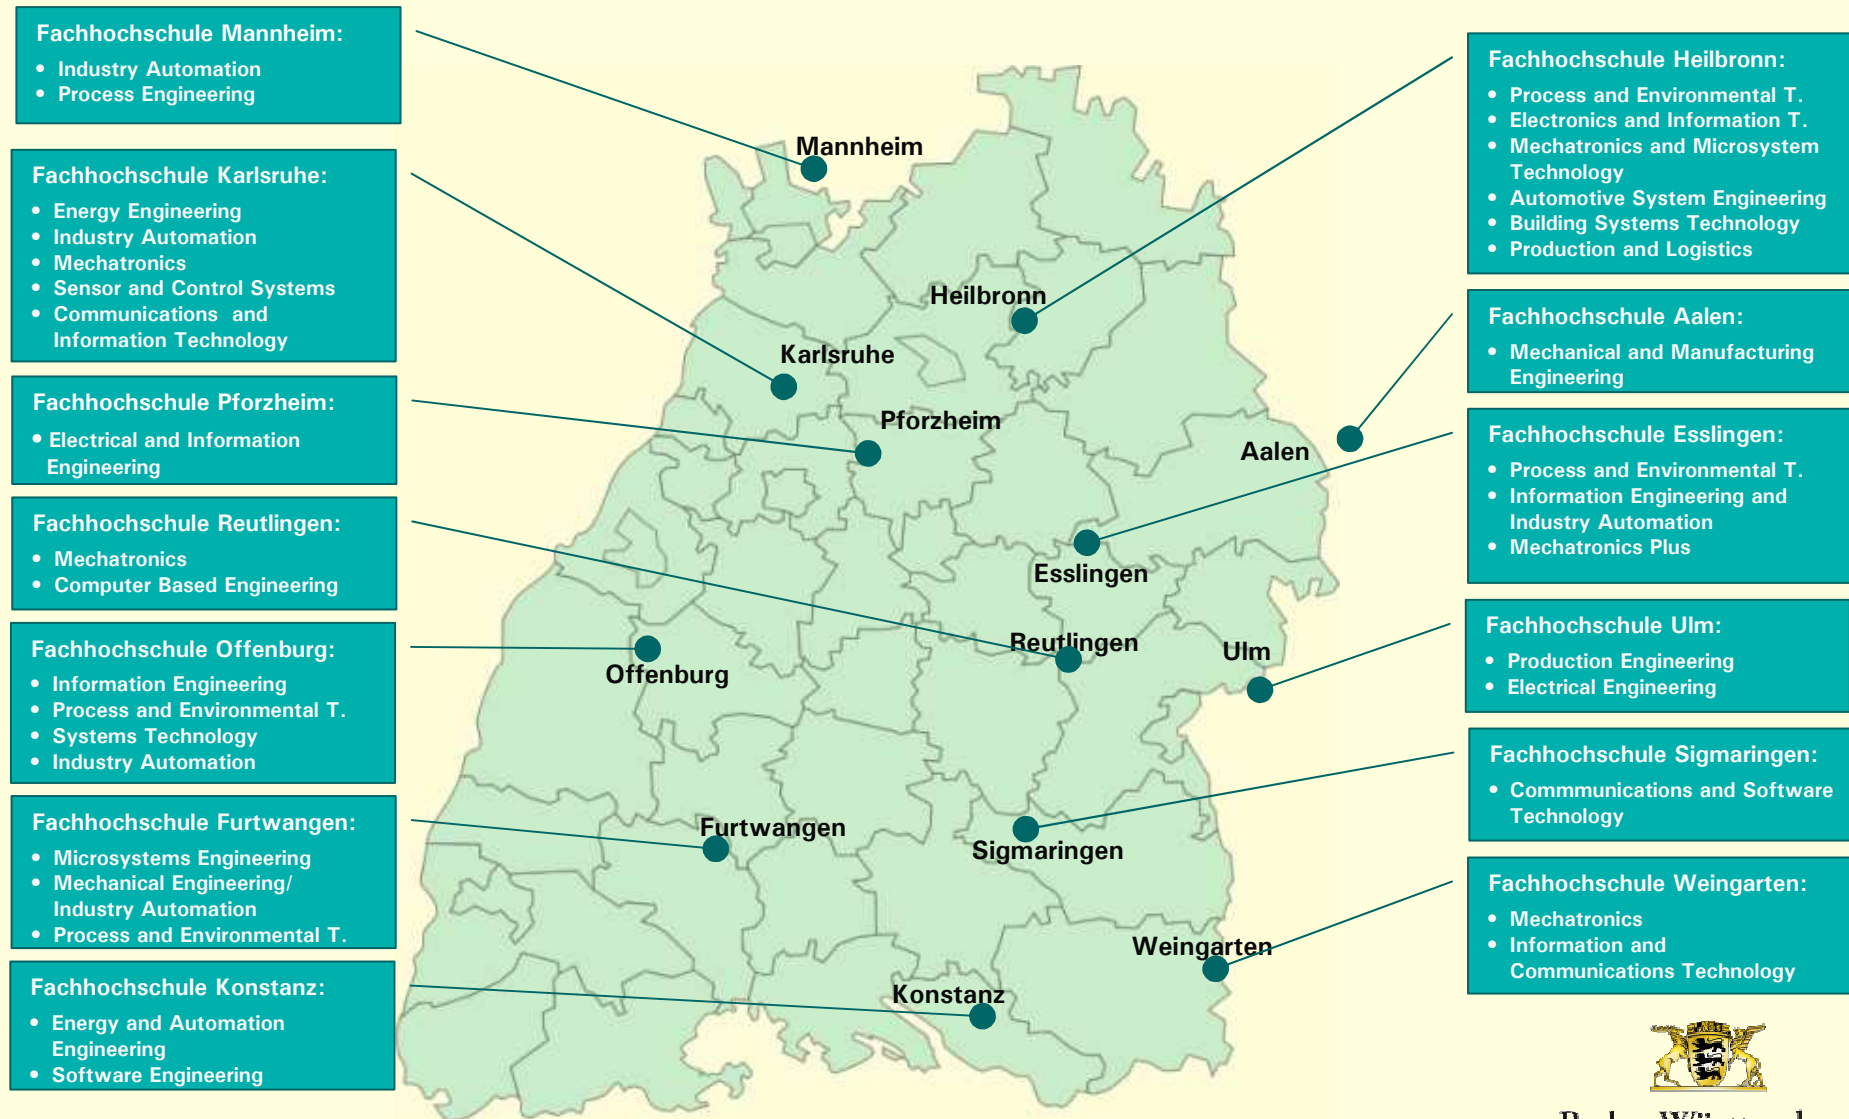 Fachhochschule Mannheim:
• Industry Automation
• Process Engineering
Fachhochschule Karlsruhe:
• Energy Engineering
• Industry Automation
• Mechatronics
• Sensor and Control Systems
• Communications and
Information Technology
Fachhochschule Pforzheim:
• Electrical and Information
Engineering
Fachhochschule Reutlingen:
• Mechatronics
• Computer Based Engineering
Fachhochschule Offenburg:
• Information Engineering
• Process and Environmental T.
• Systems Technology
• Industry Automation
Fachhochschule Furtwangen:
• Microsystems Engineering
• Mechanical Engineering/
Industry Automation
• Process and Environmental T.
Fachhochschule Konstanz:
• Energy and Automation
Engineering
• Software Engineering
Mannheim
Heilbronn
Karlsruhe
Pforzheim
Aalen
Esslingen
Reutlingen
Ulm
Offenburg
Furtwangen
Sigmaringen
Weingarten
Konstanz
Fachhochschule Heilbronn:
• Process and Environmental T.
• Electronics and Information T.
• Mechatronics and Microsystem
Technology
• Automotive System Engineering
• Building Systems Technology
• Production and Logistics
Fachhochschule Aalen:
• Mechanical and Manufacturing
Engineering
Fachhochschule Esslingen:
• Process and Environmental T.
• Information Engineering and
Industry Automation
• Mechatronics Plus
Fachhochschule Ulm:
• Production Engineering
• Electrical Engineering
Fachhochschule Sigmaringen:
• Commmunications and Software
Technology
Fachhochschule Weingarten:
• Mechatronics
• Information and
Communications Technology